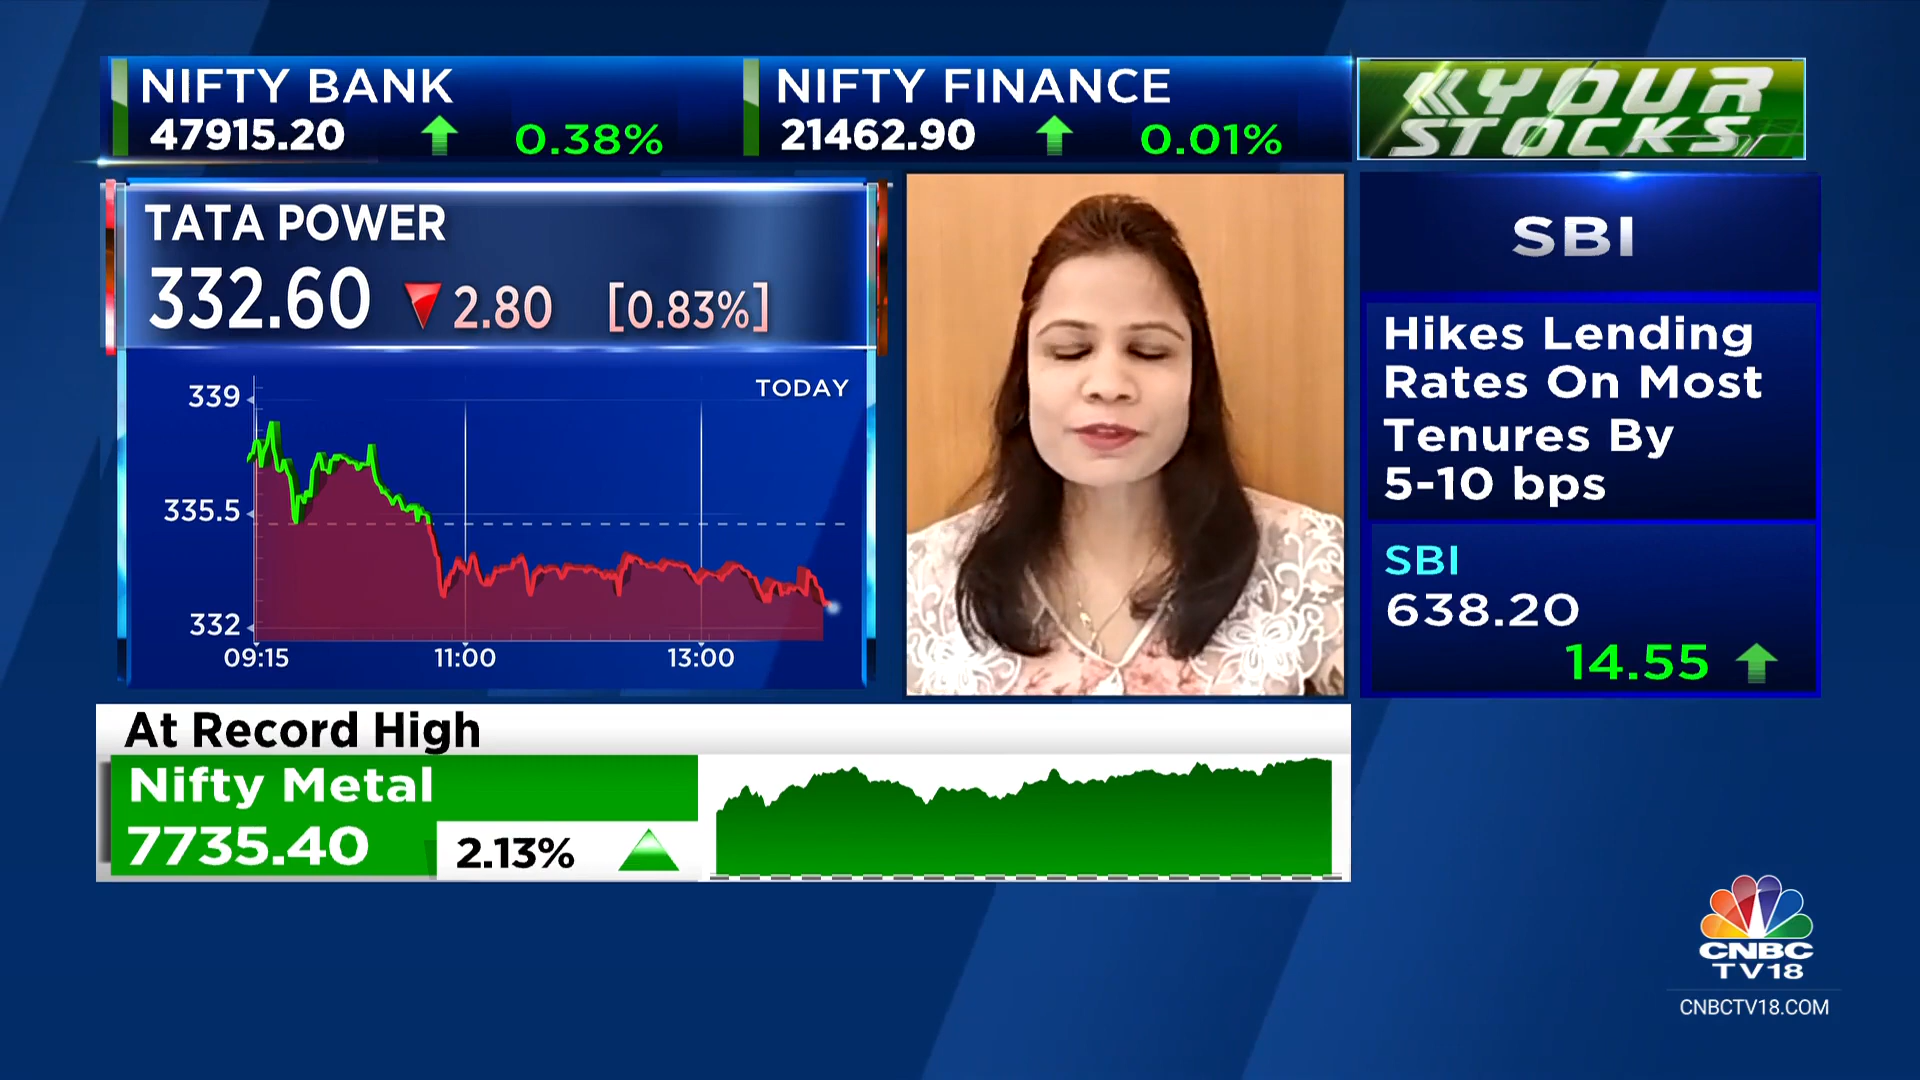 NIFTY BANK
47915.20 0.38%
NIFTY FINANCE
21462.90 0.01%
YOUR
STOCKS
TATA POWER
332.60 2.80 [0.83%]
TODAY
339
335.5
332
09:15 11:00 13:00
SBI
Hikes Lending
Rates On Most
Tenures By
5-10 bps
SBI
638.20
14.55
At Record High
Nifty Metal
7735.40
2.13%
CNBC
TV18
CNBCTV18.COM